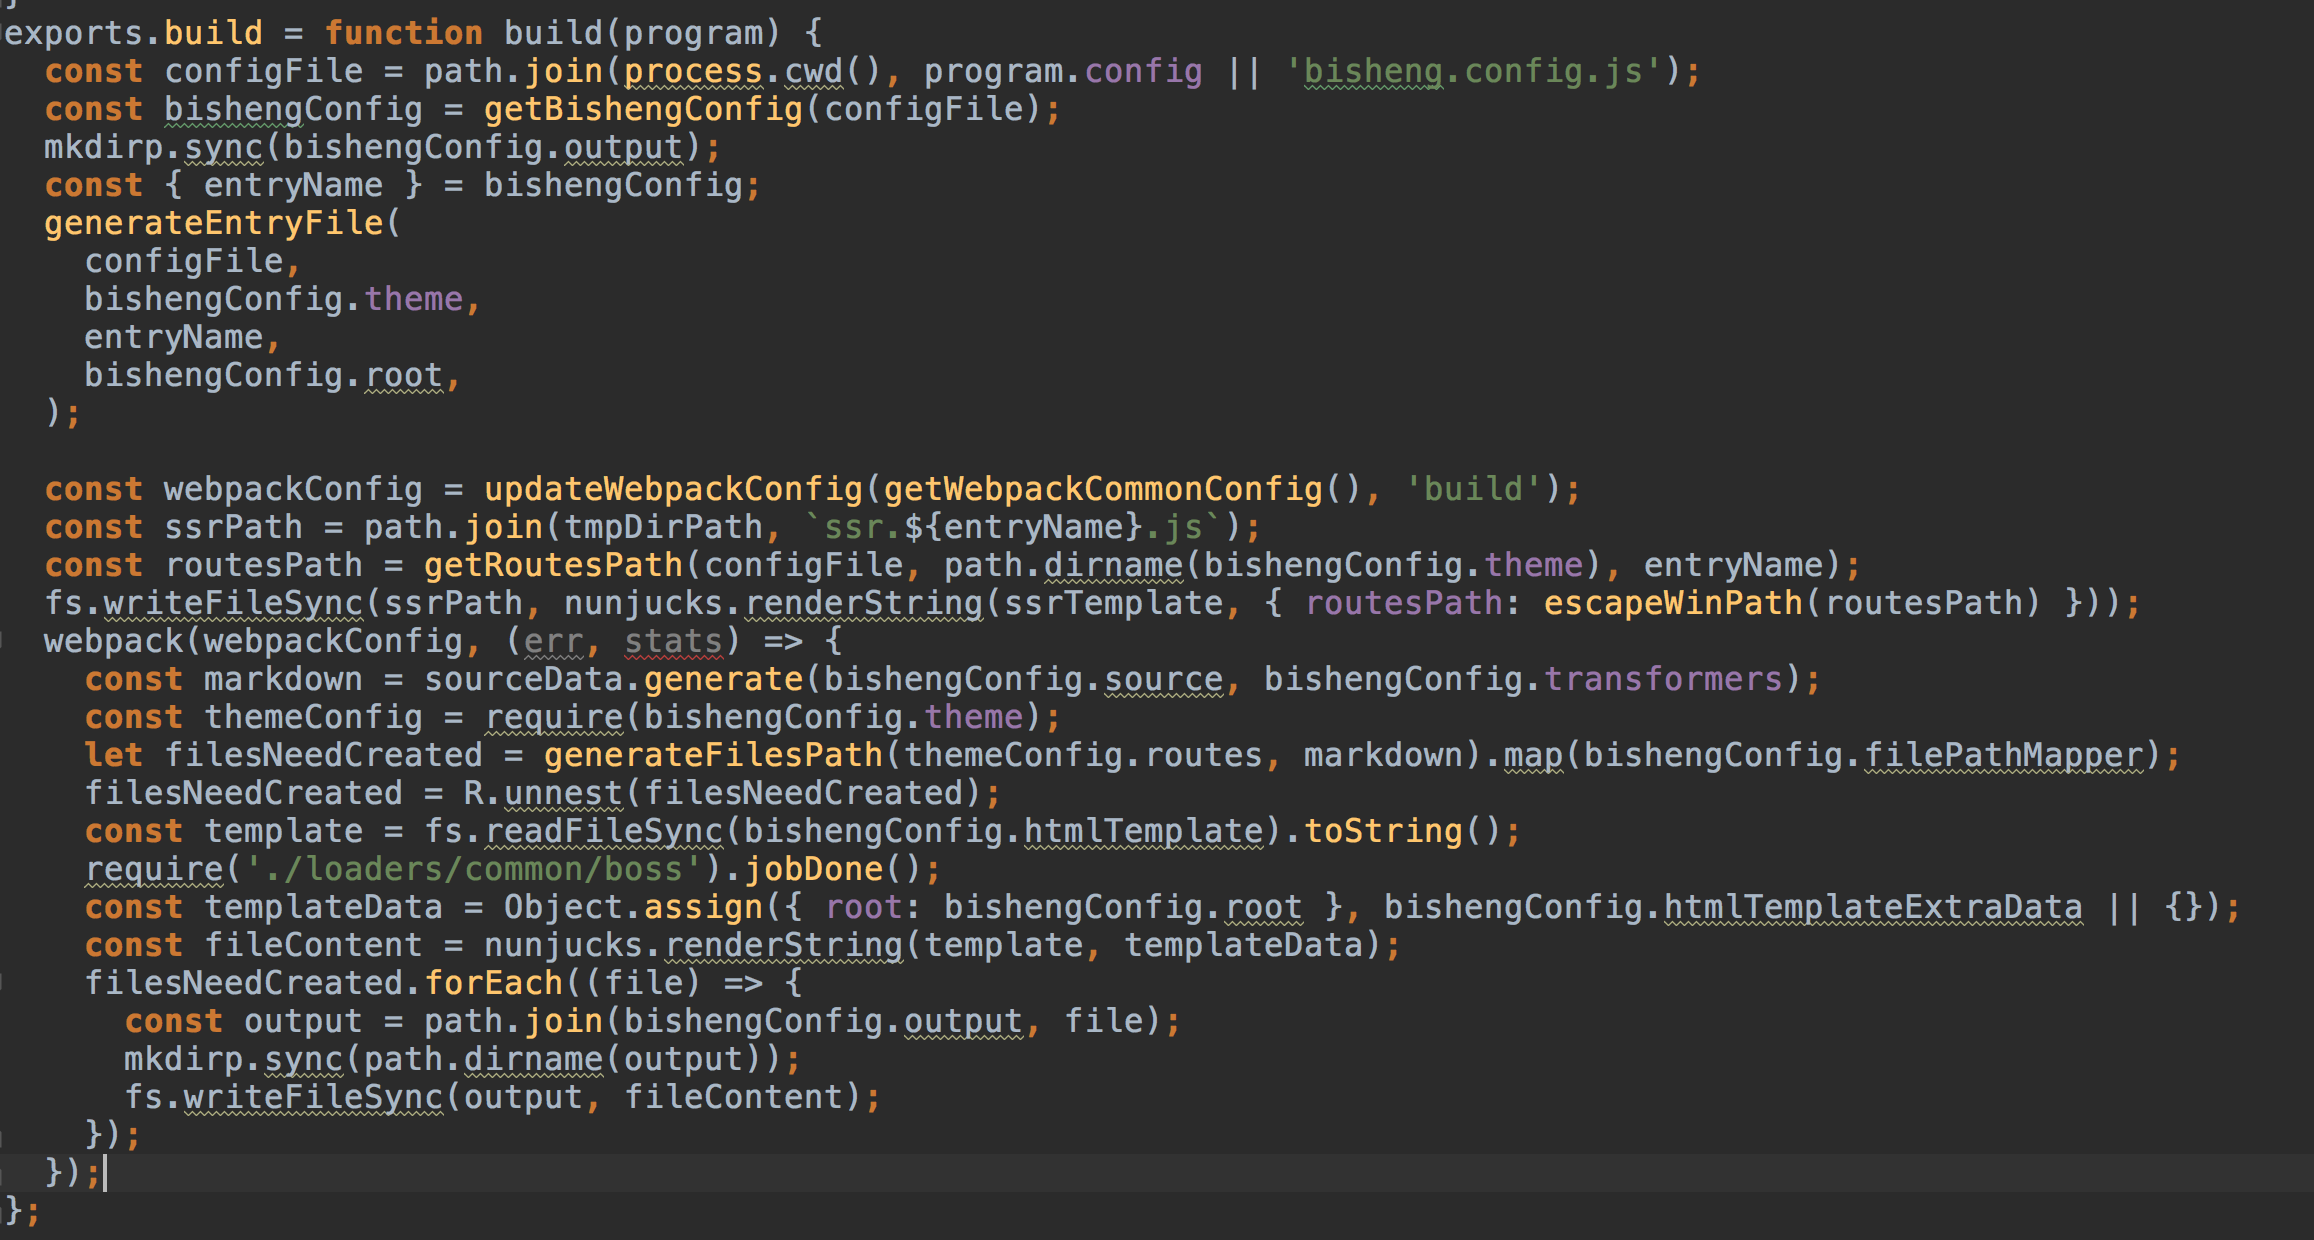 }
exports.build = function build(program) {
  const configFile = path.join(process.cwd(), program.config || 'bisheng.config.js');
  const bishengConfig = getBishengConfig(configFile);
  mkdirp.sync(bishengConfig.output);
  const { entryName } = bishengConfig;
  generateEntryFile(
    configFile,
    bishengConfig.theme,
    entryName,
    bishengConfig.root,
  );

  const webpackConfig = updateWebpackConfig(getWebpackCommonConfig(), 'build');
  const ssrPath = path.join(tmpDirPath, `ssr.${entryName}.js`);
  const routesPath = getRoutesPath(configFile, path.dirname(bishengConfig.theme), entryName);
  fs.writeFileSync(ssrPath, nunjucks.renderString(ssrTemplate, { routesPath: escapeWinPath(routesPath) }));
  webpack(webpackConfig, (err, stats) => {
    const markdown = sourceData.generate(bishengConfig.source, bishengConfig.transformers);
    const themeConfig = require(bishengConfig.theme);
    let filesNeedCreated = generateFilesPath(themeConfig.routes, markdown).map(bishengConfig.filePathMapper);
    filesNeedCreated = R.unnest(filesNeedCreated);
    const template = fs.readFileSync(bishengConfig.htmlTemplate).toString();
    require('./loaders/common/boss').jobDone();
    const templateData = Object.assign({ root: bishengConfig.root }, bishengConfig.htmlTemplateExtraData || {});
    const fileContent = nunjucks.renderString(template, templateData);
    filesNeedCreated.forEach((file) => {
      const output = path.join(bishengConfig.output, file);
      mkdirp.sync(path.dirname(output));
      fs.writeFileSync(output, fileContent);
    });
  });
};